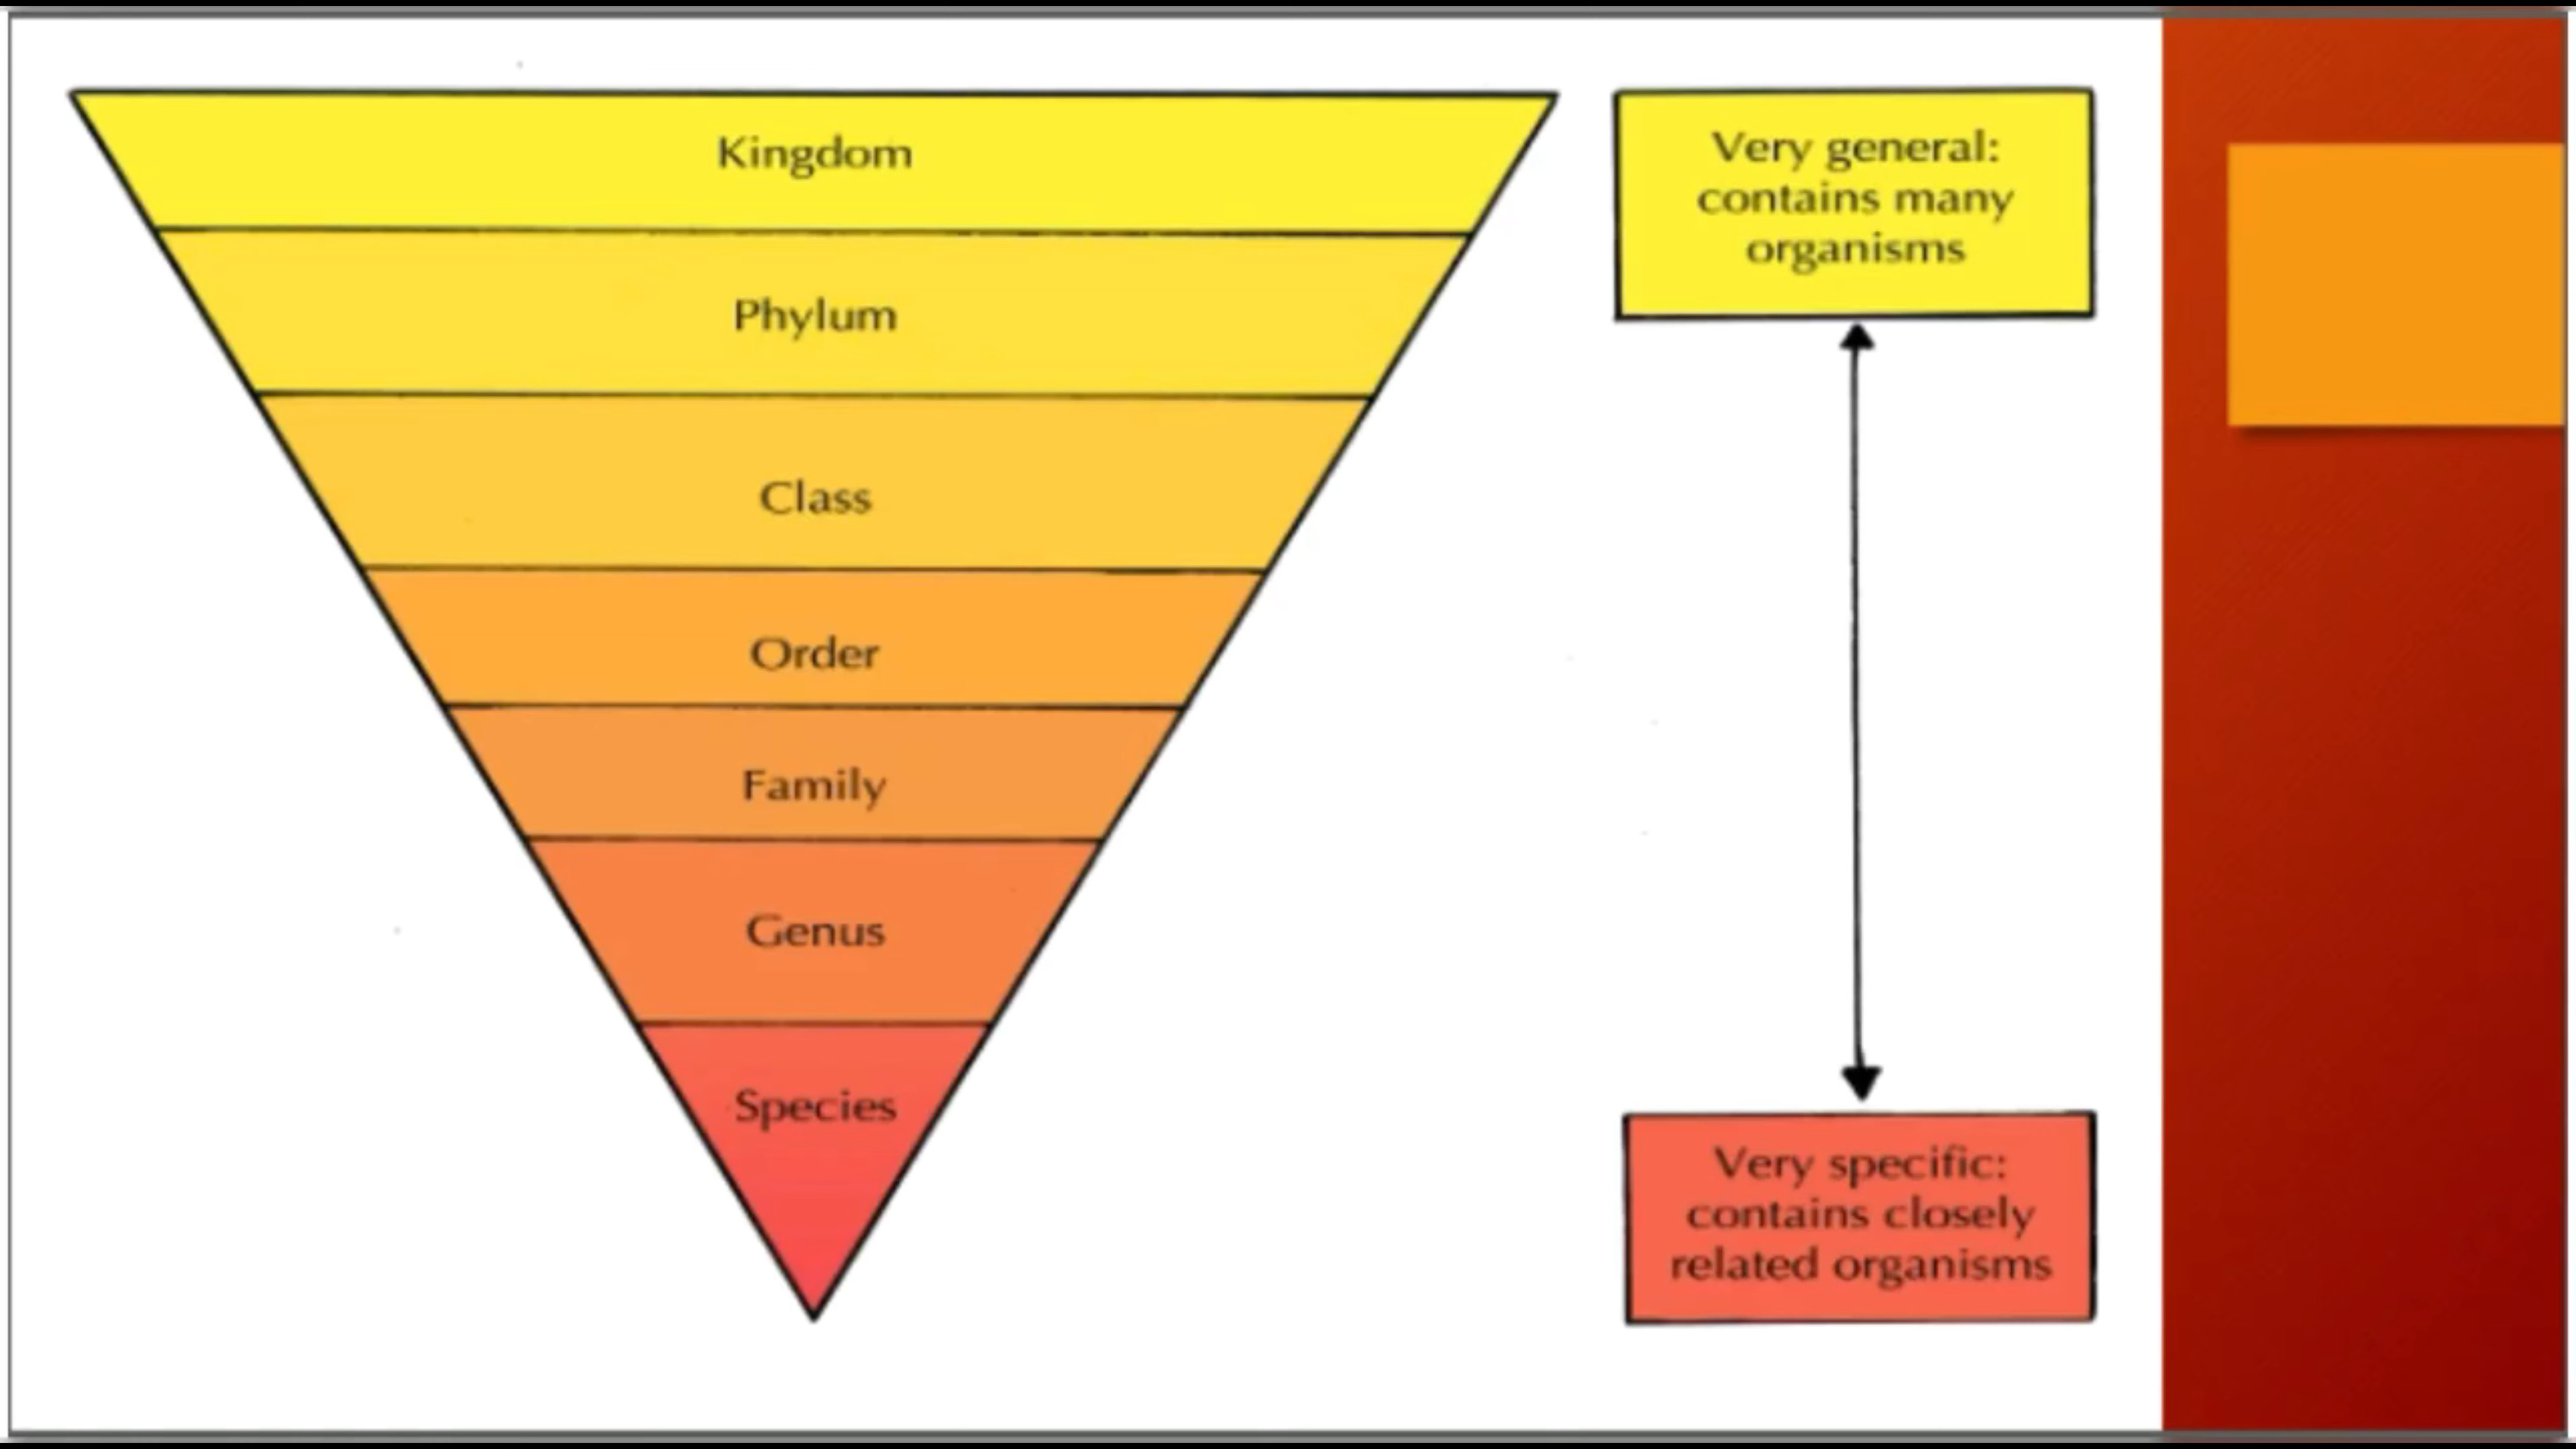 Kingdom
Phylum
Class
Order
Family
Genus
Species
Very general:
contains many
organisms
Very specific:
contains closely
related organisms